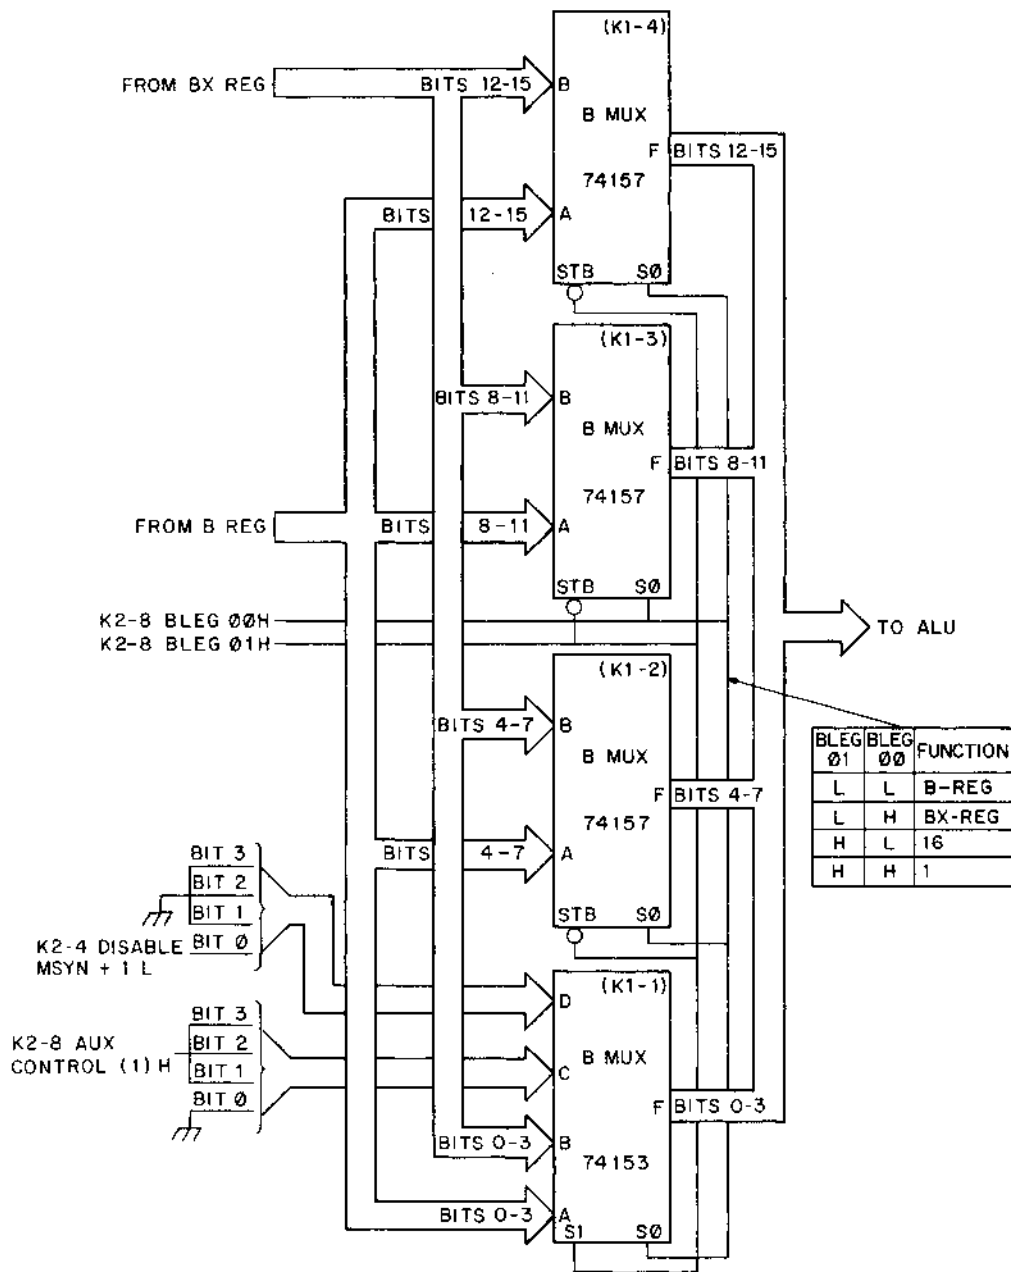 (K1-4)
FROM BX REG
BITS 12-15
B
B MUX
F
BITS 12-15
74157
BITS 12-15
A
STB SØ
(K1-3)
BITS 8-11
B
B MUX
F
BITS 8-11
74157
FROM B REG
BITS 8-11
A
STB SØ
K2-8 BLEG ØØH
K2-8 BLEG Ø1H
TO ALU
(K1-2)
BITS 4-7
B
B MUX
F
BITS 4-7
74157
BITS 4-7
A
STB SØ
BLEG Ø1 BLEG ØØ FUNCTION
L L B-REG
L H BX-REG
H L 16
H H 1
BIT 3
BIT 2
BIT 1
BIT Ø
K2-4 DISABLE
MSYN + 1 L
(K1-1)
D
B MUX
BIT 3
BIT 2
BIT 1
BIT Ø
K2-8 AUX
CONTROL (1) H
C
F
BITS 0-3
BITS 0-3
B
74153
BITS 0-3
A
S1 SØ